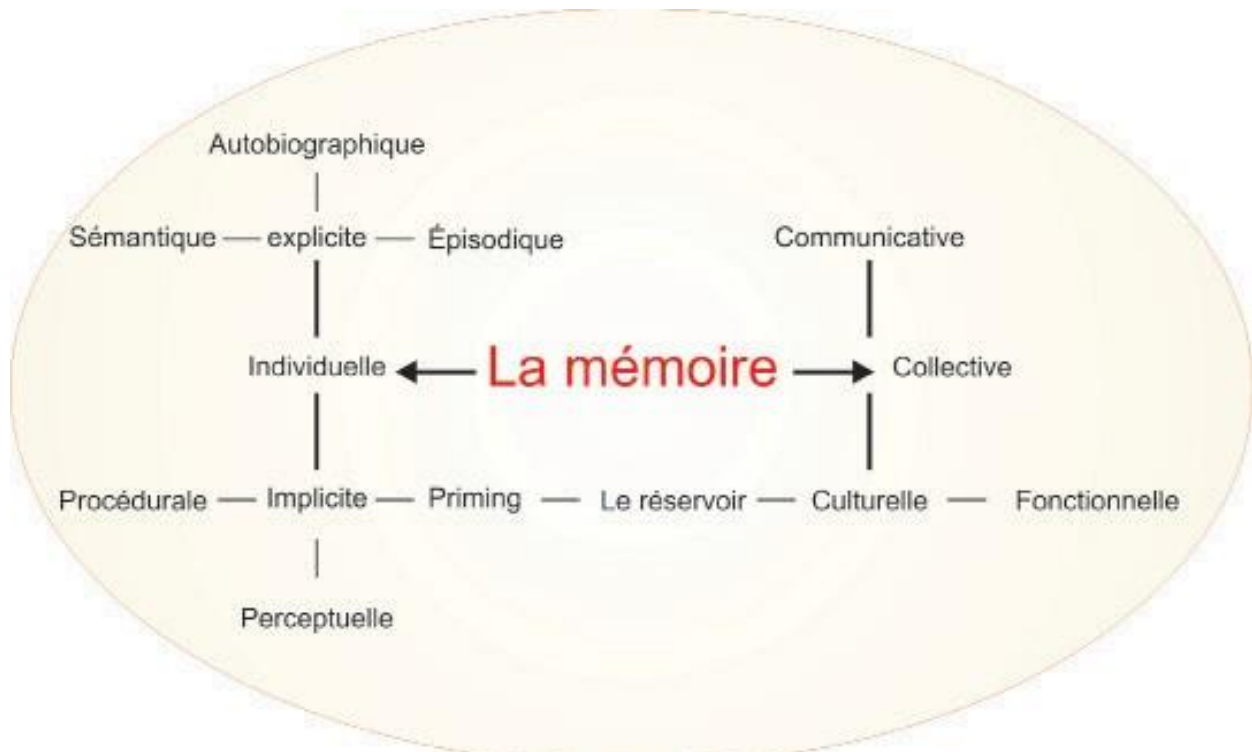 Autobiographique
Sémantique explicite Épisodique Communicative
Individuelle La mémoire Collective
Procédurale Implicite Priming Le réservoir Culturelle Fonctionnelle
Perceptuelle